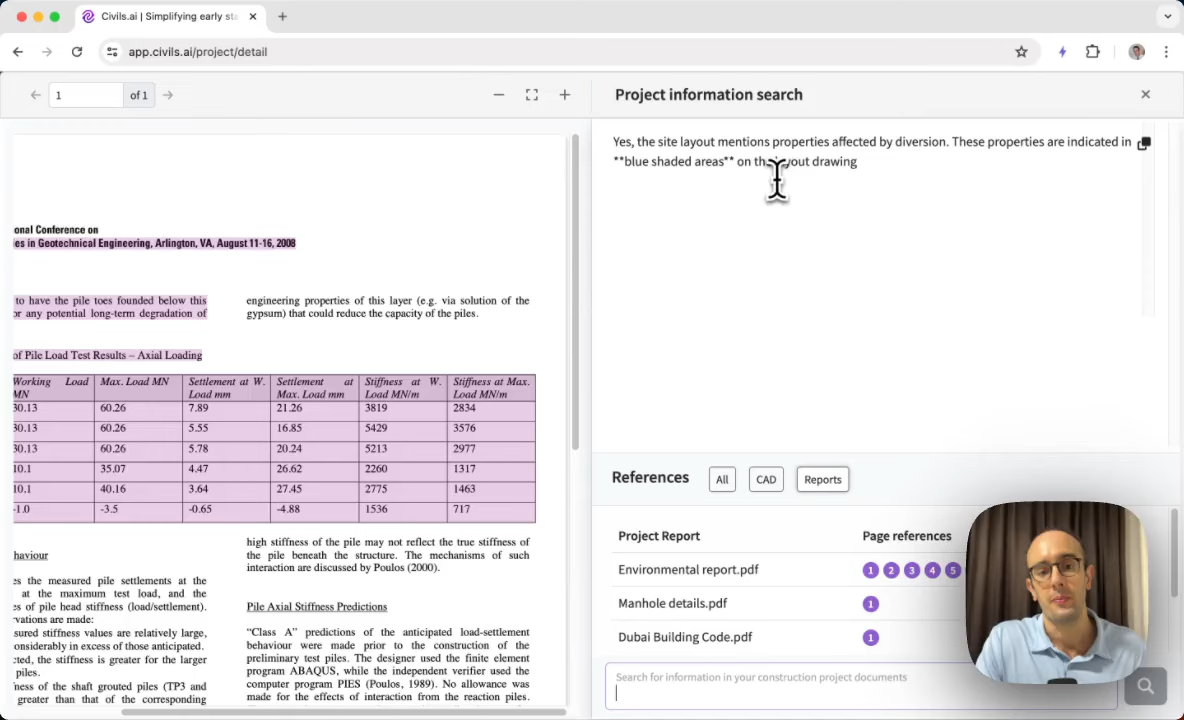 Civils.ai | Simplifying early sta
app.civils.ai/project/detail
1
of 1
Project information search
Yes, the site layout mentions properties affected by diversion. These properties are indicated in
**blue shaded areas** on the layout drawing
onal Conference on
es in Geotechnical Engineering, Arlington, VA, August 11-16, 2008
to have the pile toes founded below this
or any potential long-term degradation of
engineering properties of this layer (e.g. via solution of the
gypsum) that could reduce the capacity of the piles.
of Pile Load Test Results – Axial Loading
Working Load MN | Max. Load MN | Settlement at W. Load mm | Settlement at Max. Load mm | Stiffness at W. Load MN/m | Stiffness at Max. Load MN/m
30.13 60.26 7.89 21.26 3819 2834
30.13 60.26 5.55 16.85 5429 3576
30.13 60.26 5.78 20.24 5213 2977
10.1 35.07 4.47 26.62 2260 1317
10.1 40.16 3.64 27.45 2775 1463
-1.0 -3.5 -0.65 -4.88 1536 717
haviour
es the measured pile settlements at the
at the maximum test load, and the
es of pile head stiffness (load/settlement).
vations are made:
sured stiffness values are relatively large,
onsiderably in excess of those anticipated.
cted, the stiffness is greater for the larger
piles.
ness of the shaft grouted piles (TP3 and
greater than that of the corresponding
high stiffness of the pile may not reflect the true stiffness of
the pile beneath the structure. The mechanisms of such
interaction are discussed by Poulos (2000).
Pile Axial Stiffness Predictions
“Class A” predictions of the anticipated load-settlement
behaviour were made prior to the construction of the
preliminary test piles. The designer used the finite element
program ABAQUS, while the independent verifier used the
computer program PIES (Poulos, 1989). No allowance was
made for the effects of interaction from the reaction piles.
References
All
CAD
Reports
Project Report
Page references
Environmental report.pdf
1 2 3 4 5
Manhole details.pdf
1
Dubai Building Code.pdf
1
Search for information in your construction project documents